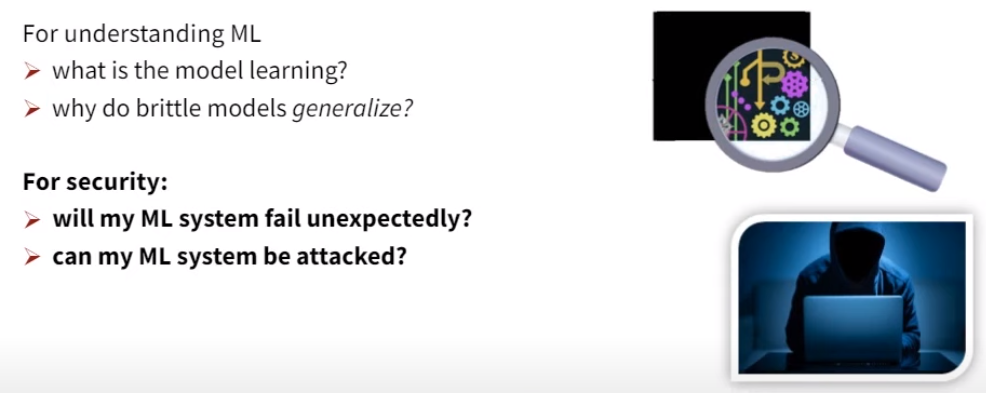 For understanding ML
➢ what is the model learning?
➢ why do brittle models generalize?
For security:
➢ will my ML system fail unexpectedly?
➢ can my ML system be attacked?